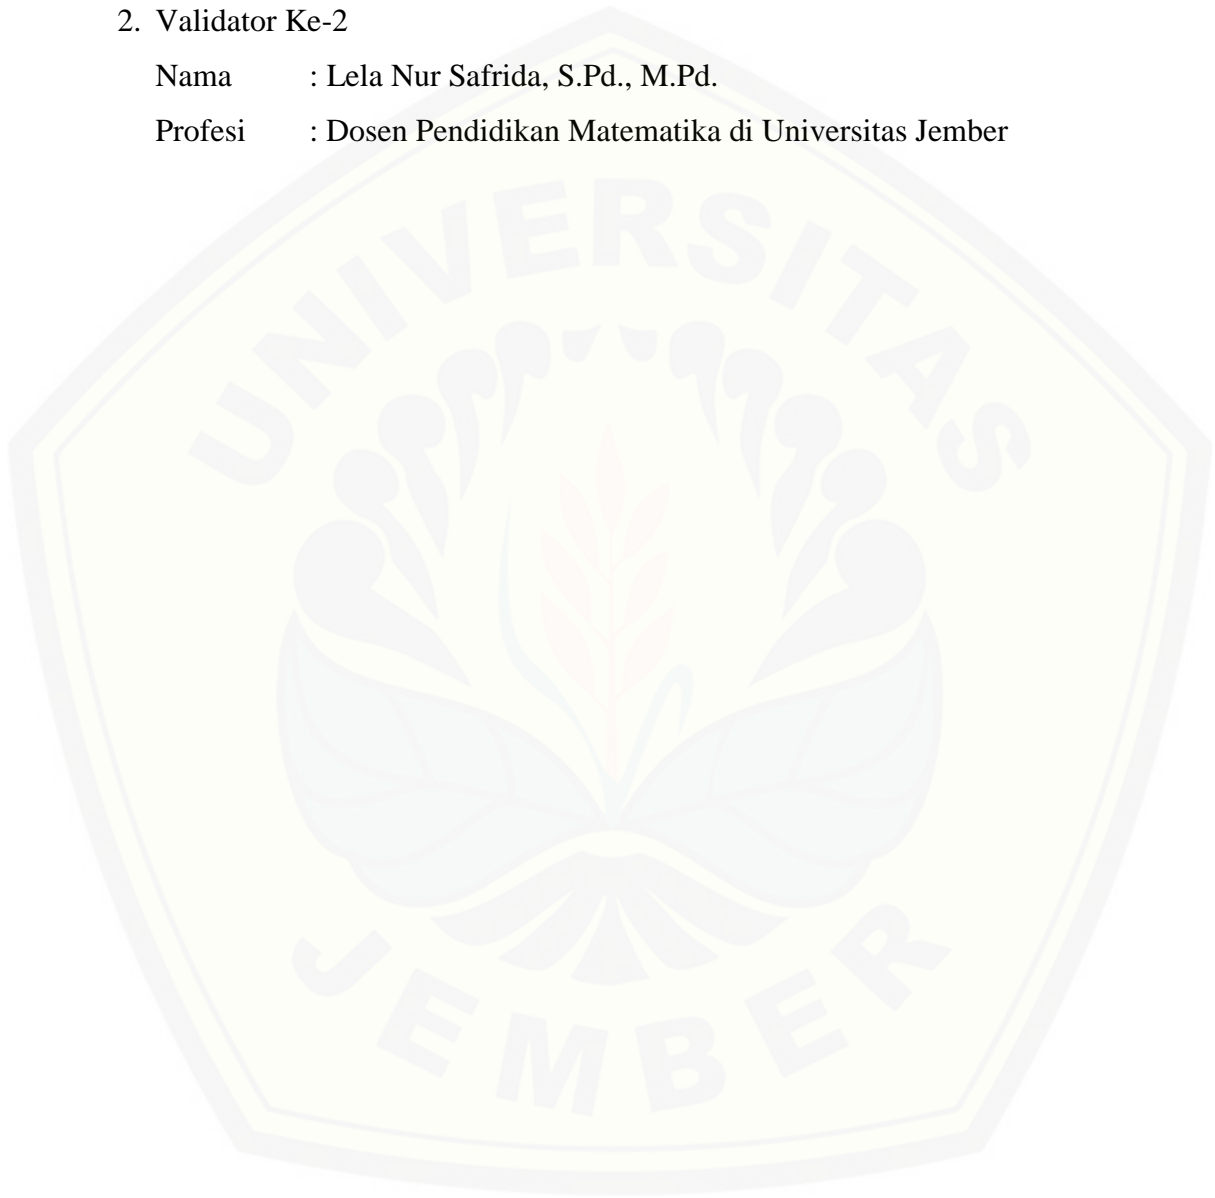 2. Validator Ke-2
Nama : Lela Nur Safrida, S.Pd., M.Pd.
Profesi : Dosen Pendidikan Matematika di Universitas Jember
UNIVERSITAS
JEMBER